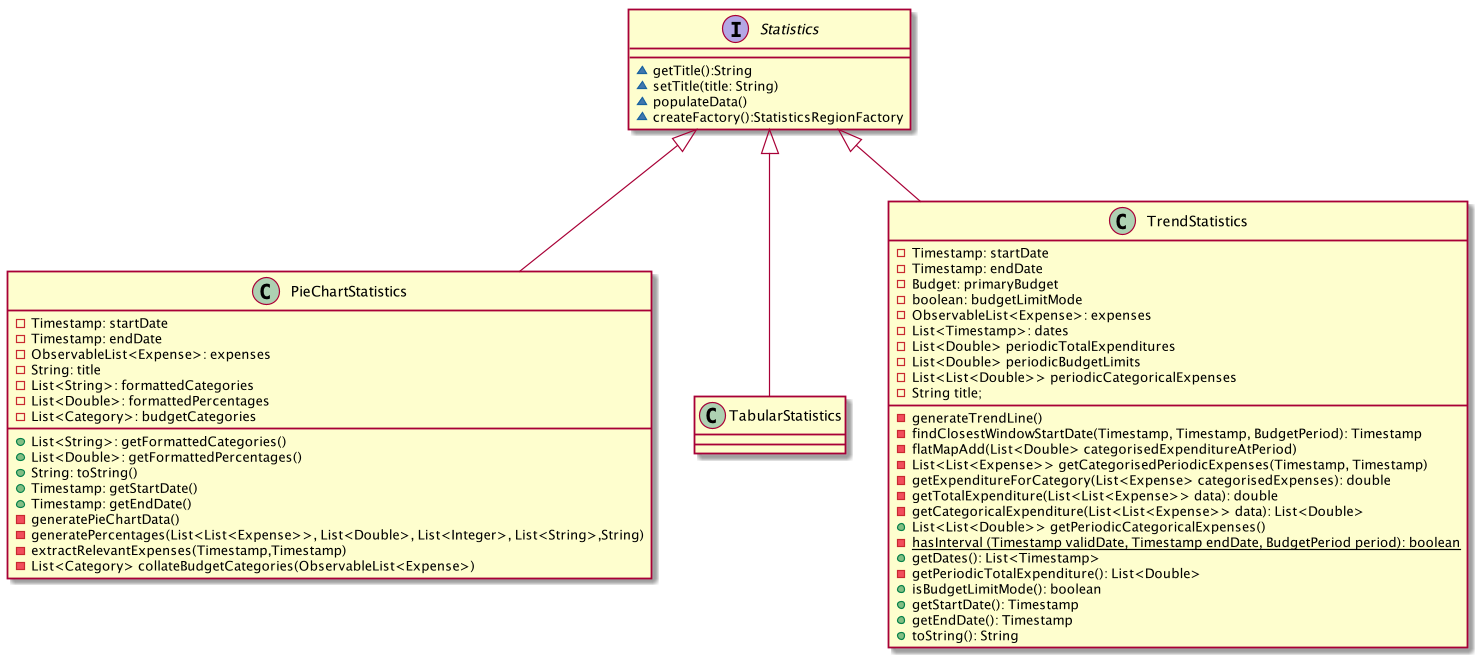 I Statistics
getTitle():String
setTitle(title: String)
populateData()
createFactory():StatisticsRegionFactory
C PieChartStatistics
Timestamp: startDate
Timestamp: endDate
ObservableList<Expense>: expenses
String: title
List<String>: formattedCategories
List<Double>: formattedPercentages
List<Category>: budgetCategories
List<String>: getFormattedCategories()
List<Double>: getFormattedPercentages()
String: toString()
Timestamp: getStartDate()
Timestamp: getEndDate()
generatePieChartData()
generatePercentages(List<List<Expense>>, List<Double>, List<Integer>, List<String>,String)
extractRelevantExpenses(Timestamp,Timestamp)
List<Category> collateBudgetCategories(ObservableList<Expense>)
C TabularStatistics
C TrendStatistics
Timestamp: startDate
Timestamp: endDate
Budget: primaryBudget
boolean: budgetLimitMode
ObservableList<Expense>: expenses
List<Timestamp>: dates
List<Double> periodicTotalExpenditures
List<Double> periodicBudgetLimits
List<List<Double>> periodicCategoricalExpenses
String title;
generateTrendLine()
findClosestWindowStartDate(Timestamp, Timestamp, BudgetPeriod): Timestamp
flatMapAdd(List<Double> categorisedExpenditureAtPeriod)
List<List<Expense>> getCategorisedPeriodicExpenses(Timestamp, Timestamp)
getExpenditureForCategory(List<Expense> categorisedExpenses): double
getTotalExpenditure(List<List<Expense>> data): double
getCategoricalExpenditure(List<List<Expense>> data): List<Double>
List<List<Double>> getPeriodicCategoricalExpenses()
hasInterval (Timestamp validDate, Timestamp endDate, BudgetPeriod period): boolean
getDates(): List<Timestamp>
getPeriodicTotalExpenditure(): List<Double>
isBudgetLimitMode(): boolean
getStartDate(): Timestamp
getEndDate(): Timestamp
toString(): String